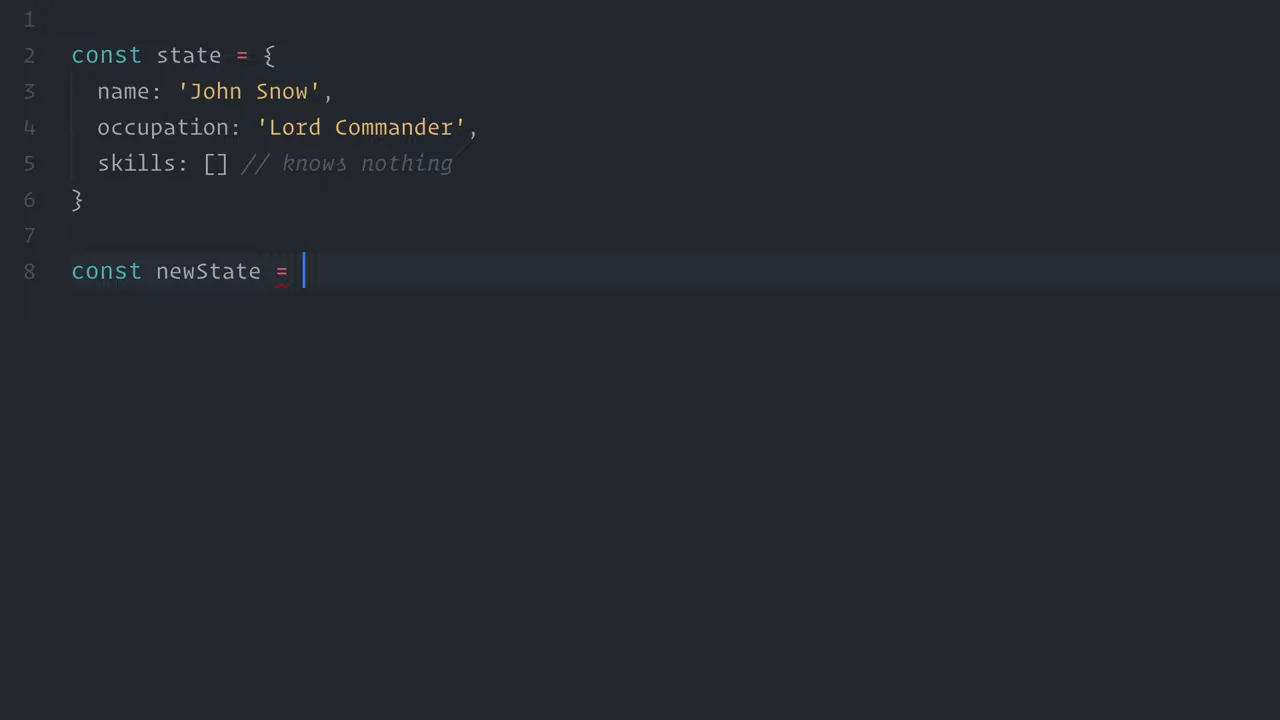 1
2 const state = {
3 name: 'John Snow',
4 occupation: 'Lord Commander',
5 skills: [] // knows nothing
6 }
7
8 const newState =